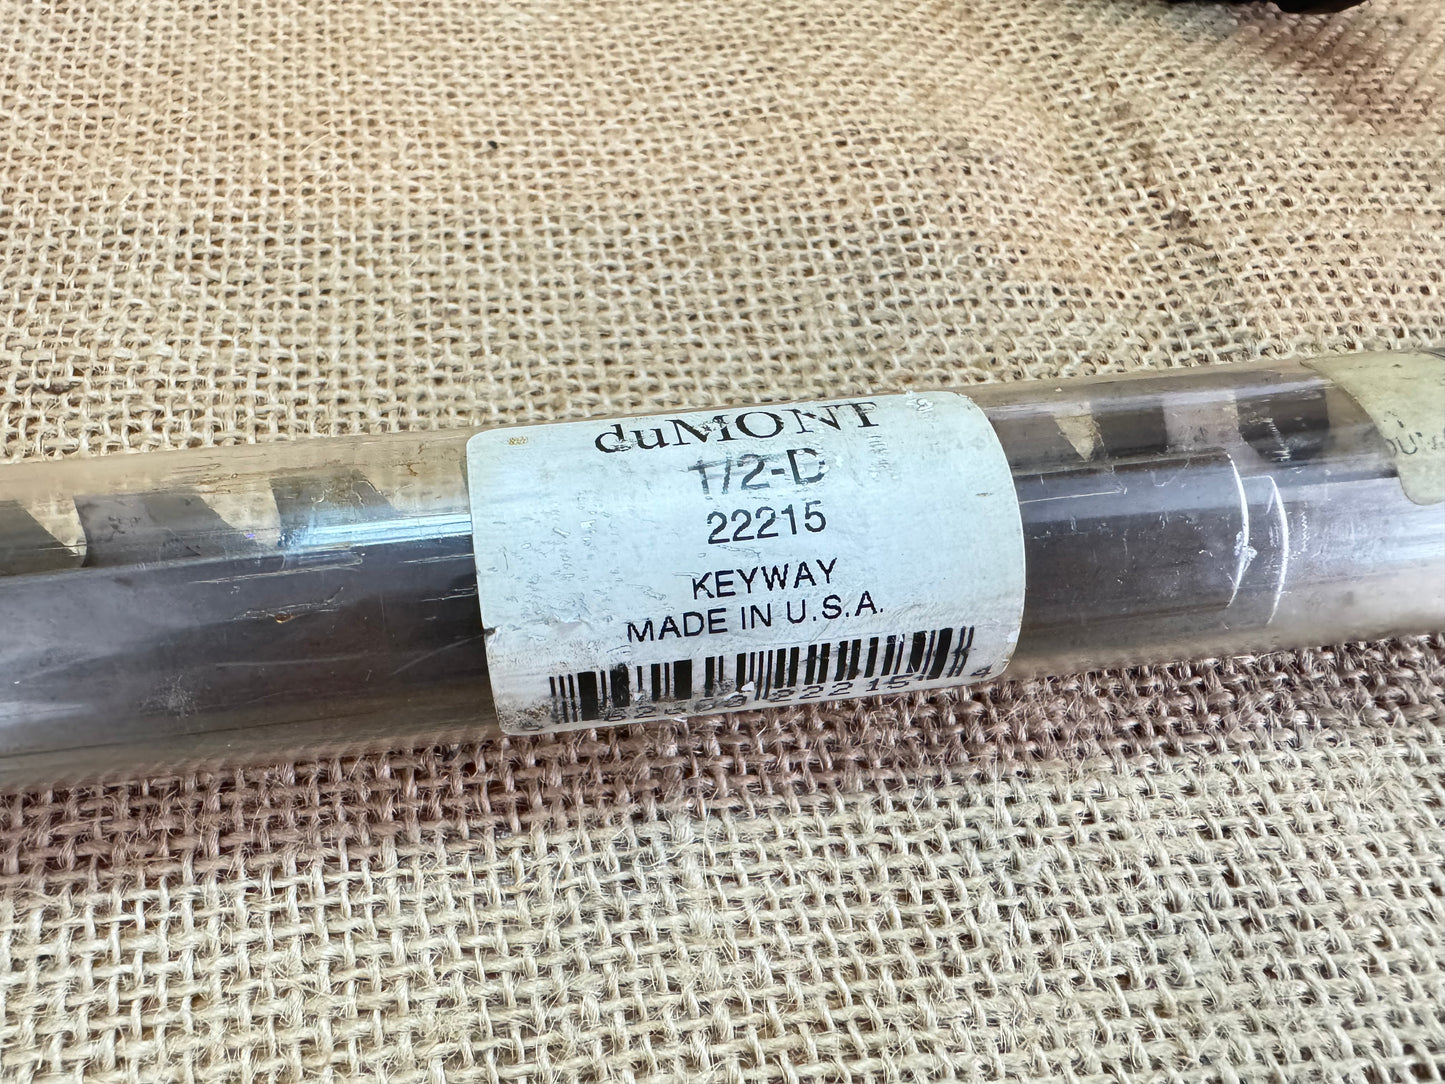 duMONT
1/2-D
22215
KEYWAY
MADE IN U.S.A.